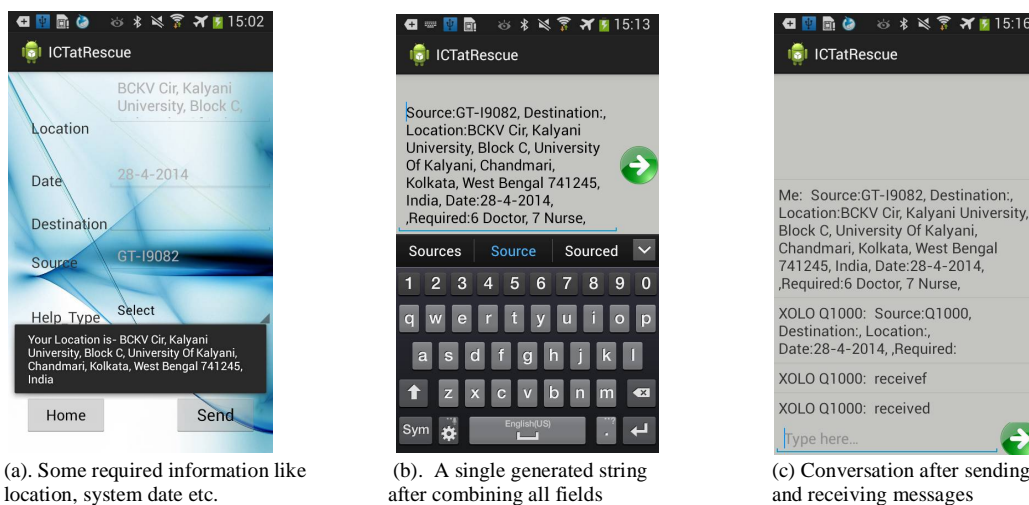 15:02
ICTatRescue
BCKV Cir, Kalyani
University, Block C,
Location
Date
28-4-2014
Destination
Source
GT-I9082
Help_Type
Select
Your Location is- BCKV Cir, Kalyani
University, Block C, University Of Kalyani,
Chandmari, Kolkata, West Bengal 741245,
India
Home
Send
(a). Some required information like
location, system date etc.
15:13
ICTatRescue
Source:GT-I9082, Destination:,
Location:BCKV Cir, Kalyani
University, Block C, University
Of Kalyani, Chandmari,
Kolkata, West Bengal 741245,
India, Date:28-4-2014,
,Required:6 Doctor, 7 Nurse,
Sources Source Sourced
1 2 3 4 5 6 7 8 9 0
q w e r t y u i o p
a s d f g h j k l
z x c v b n m
Sym English(US) .
(b). A single generated string
after combining all fields
15:16
ICTatRescue
Me: Source:GT-I9082, Destination:,
Location:BCKV Cir, Kalyani University,
Block C, University Of Kalyani,
Chandmari, Kolkata, West Bengal
741245, India, Date:28-4-2014,
,Required:6 Doctor, 7 Nurse,
XOLO Q1000: Source:Q1000,
Destination:, Location:,
Date:28-4-2014, ,Required:
XOLO Q1000: receivef
XOLO Q1000: received
Type here...
(c) Conversation after sending
and receiving messages